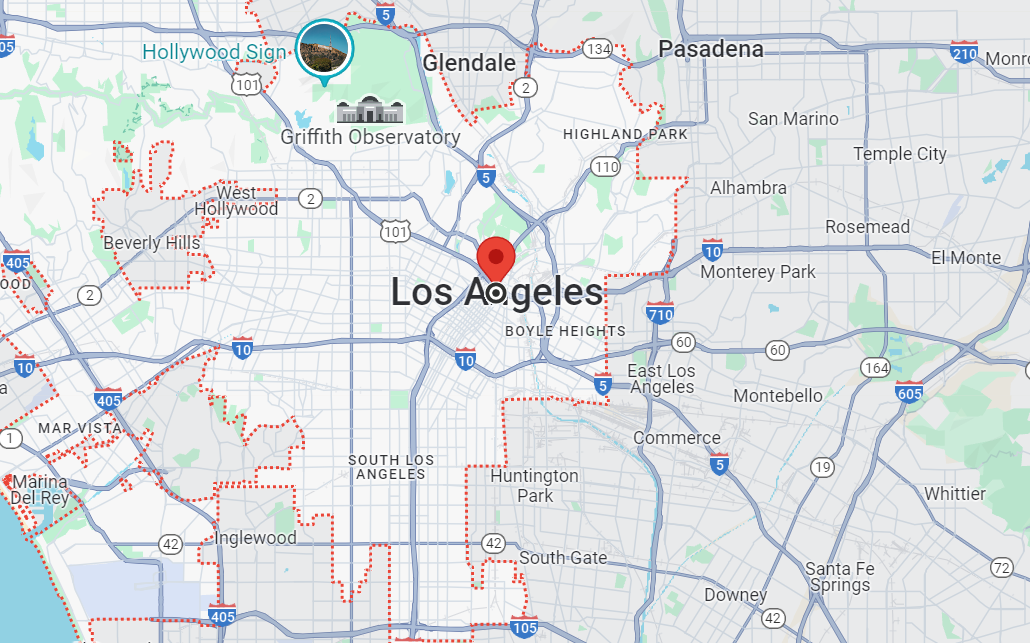 5
Hollywood Sign
134
Pasadena
05
210
Glendale
Monro
101
2
Griffith Observatory
San Marino
HIGHLAND PARK
Temple City
110
5
Alhambra
West
Hollywood
2
101
Rosemead
Beverly Hills
10
El Monte
405
Monterey Park
OOD
2
Los Angeles
710
BOYLE HEIGHTS
60
60
10
10
10
164
East Los
Angeles
5
605
a
405
Montebello
MAR VISTA
1
Commerce
SOUTH LOS
ANGELES
5
19
Marina
Del Rey
Huntington
Park
Whittier
42
Inglewood
42
South Gate
72
Santa Fe
Springs
Downey
405
105
42